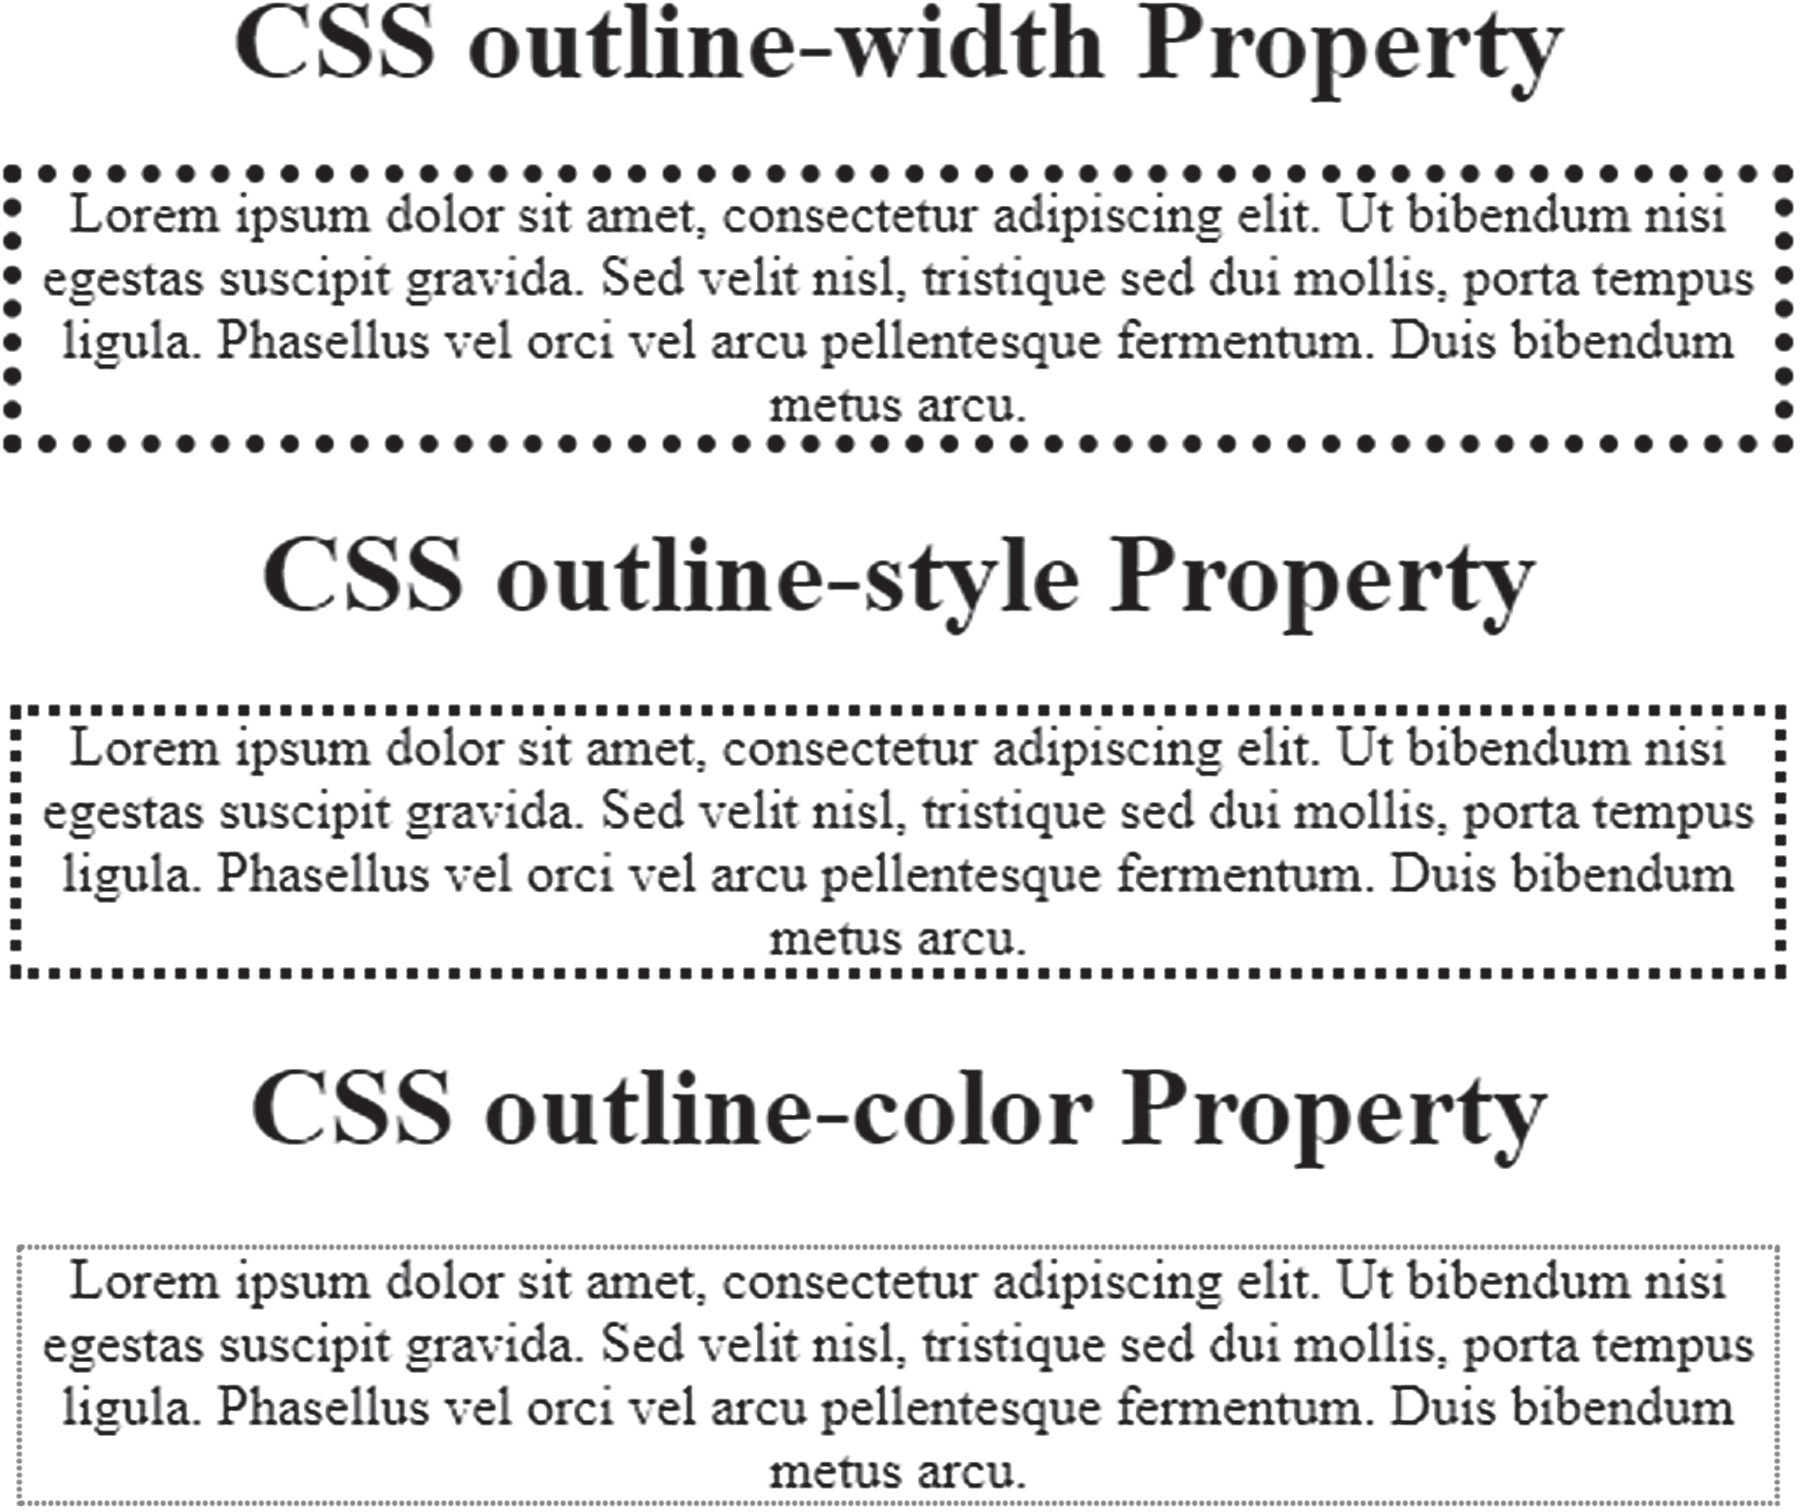 CSS outline-width Property
Lorem ipsum dolor sit amet, consectetur adipiscing elit. Ut bibendum nisi
egestas suscipit gravida. Sed velit nisl, tristique sed dui mollis, porta tempus
ligula. Phasellus vel orci vel arcu pellentesque fermentum. Duis bibendum
metus arcu.
CSS outline-style Property
Lorem ipsum dolor sit amet, consectetur adipiscing elit. Ut bibendum nisi
egestas suscipit gravida. Sed velit nisl, tristique sed dui mollis, porta tempus
ligula. Phasellus vel orci vel arcu pellentesque fermentum. Duis bibendum
metus arcu.
CSS outline-color Property
Lorem ipsum dolor sit amet, consectetur adipiscing elit. Ut bibendum nisi
egestas suscipit gravida. Sed velit nisl, tristique sed dui mollis, porta tempus
ligula. Phasellus vel orci vel arcu pellentesque fermentum. Duis bibendum
metus arcu.